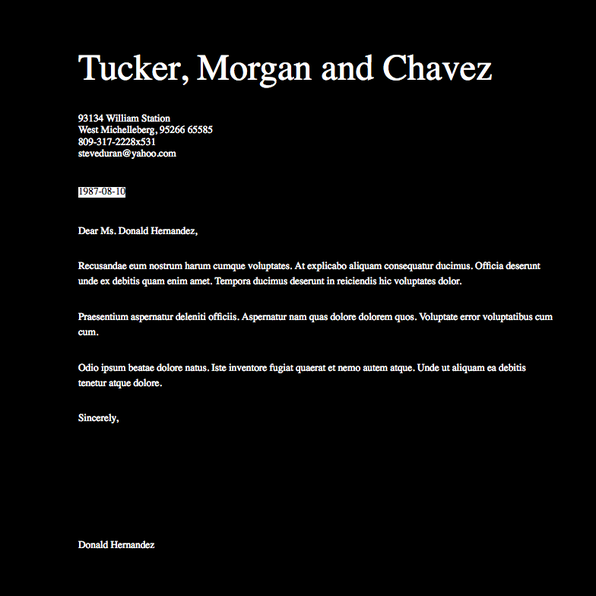 Tucker, Morgan and Chavez
93134 William Station
West Michelleberg, 95266 65585
809-317-2228x531
steveduran@yahoo.com
1987-08-10
Dear Ms. Donald Hernandez,
Recusandae eum nostrum harum cumque voluptates. At explicabo aliquam consequatur ducimus. Officia deserunt
unde ex debitis quam enim amet. Tempora ducimus deserunt in reiciendis hic voluptates dolor.
Praesentium aspernatur deleniti officiis. Aspernatur nam quas dolore dolorem quos. Voluptate error voluptatibus cum
cum.
Odio ipsum beatae dolore natus. Iste inventore fugiat quaerat et nemo autem atque. Unde ut aliquam ea debitis
tenetur atque dolore.
Sincerely,
Donald Hernandez